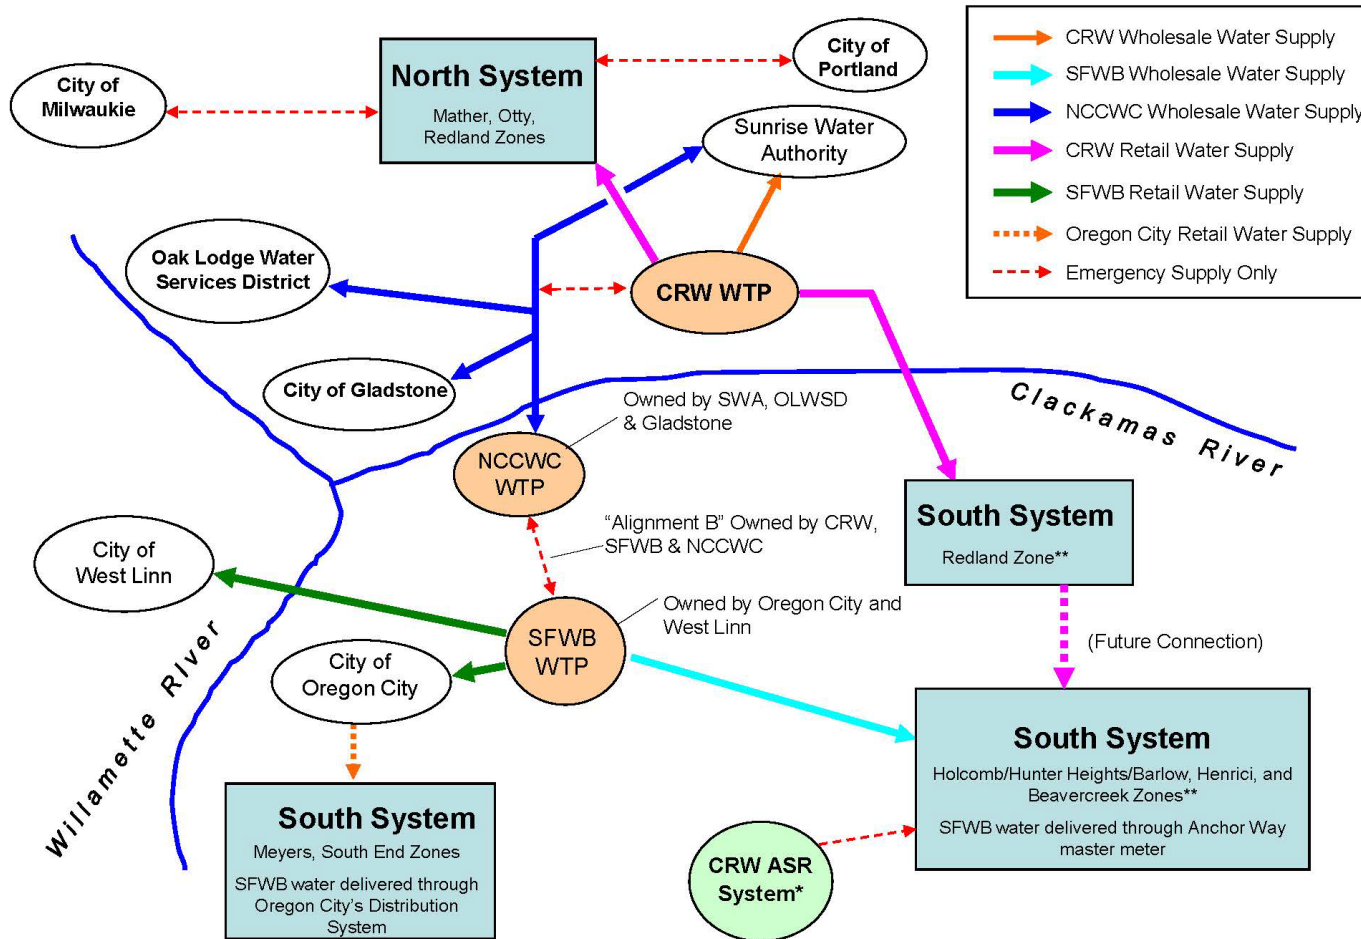 City of
Milwaukie
North System
Mather, Otty,
Redland Zones
City of
Portland
Sunrise Water
Authority
CRW Wholesale Water Supply
SFWB Wholesale Water Supply
NCCWC Wholesale Water Supply
CRW Retail Water Supply
SFWB Retail Water Supply
Oregon City Retail Water Supply
Emergency Supply Only
Oak Lodge Water
Services District
CRW WTP
City of Gladstone
Owned by SWA, OLWSD
& Gladstone
Clackamas River
NCCWC
WTP
"Alignment B" Owned by CRW,
SFWB & NCCWC
South System
Redland Zone**
City of
West Linn
Owned by Oregon City and
West Linn
SFWB
WTP
(Future Connection)
City of
Oregon City
Willamette River
South System
Holcomb/Hunter Heights/Barlow, Henrici, and
Beavercreek Zones**
SFWB water delivered through Anchor Way
master meter
South System
Meyers, South End Zones
SFWB water delivered through
Oregon City's Distribution
System
CRW ASR
System*